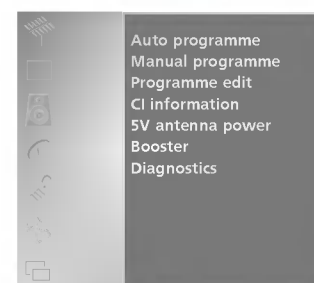 Auto programme
Manual programme
Programme edit
CI information
5V antenna power
Booster
Diagnostics